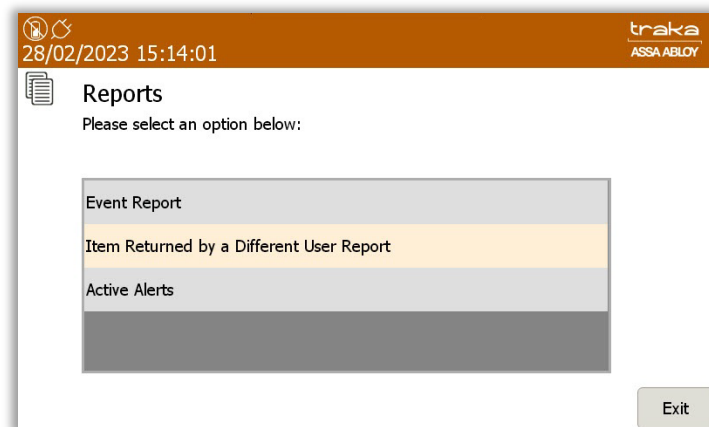 28/02/2023 15:14:01
traka
ASSA ABLOY
Reports
Please select an option below:
Event Report
Item Returned by a Different User Report
Active Alerts
Exit